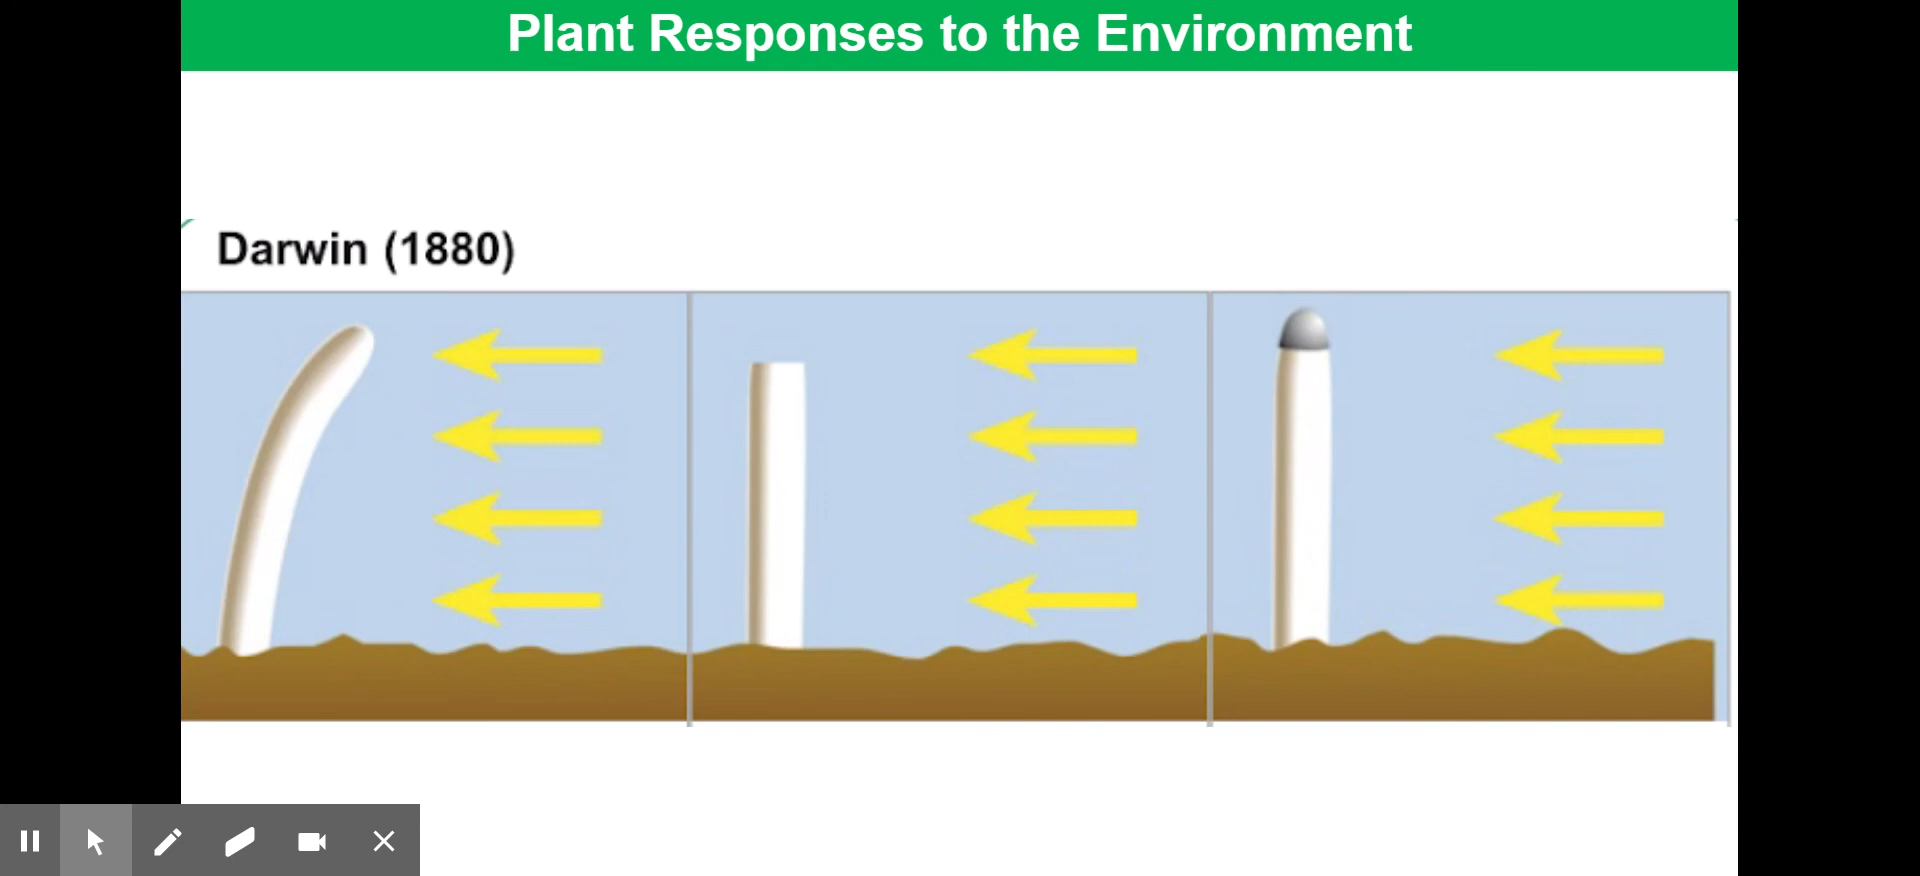 Plant Responses to the Environment
Darwin (1880)